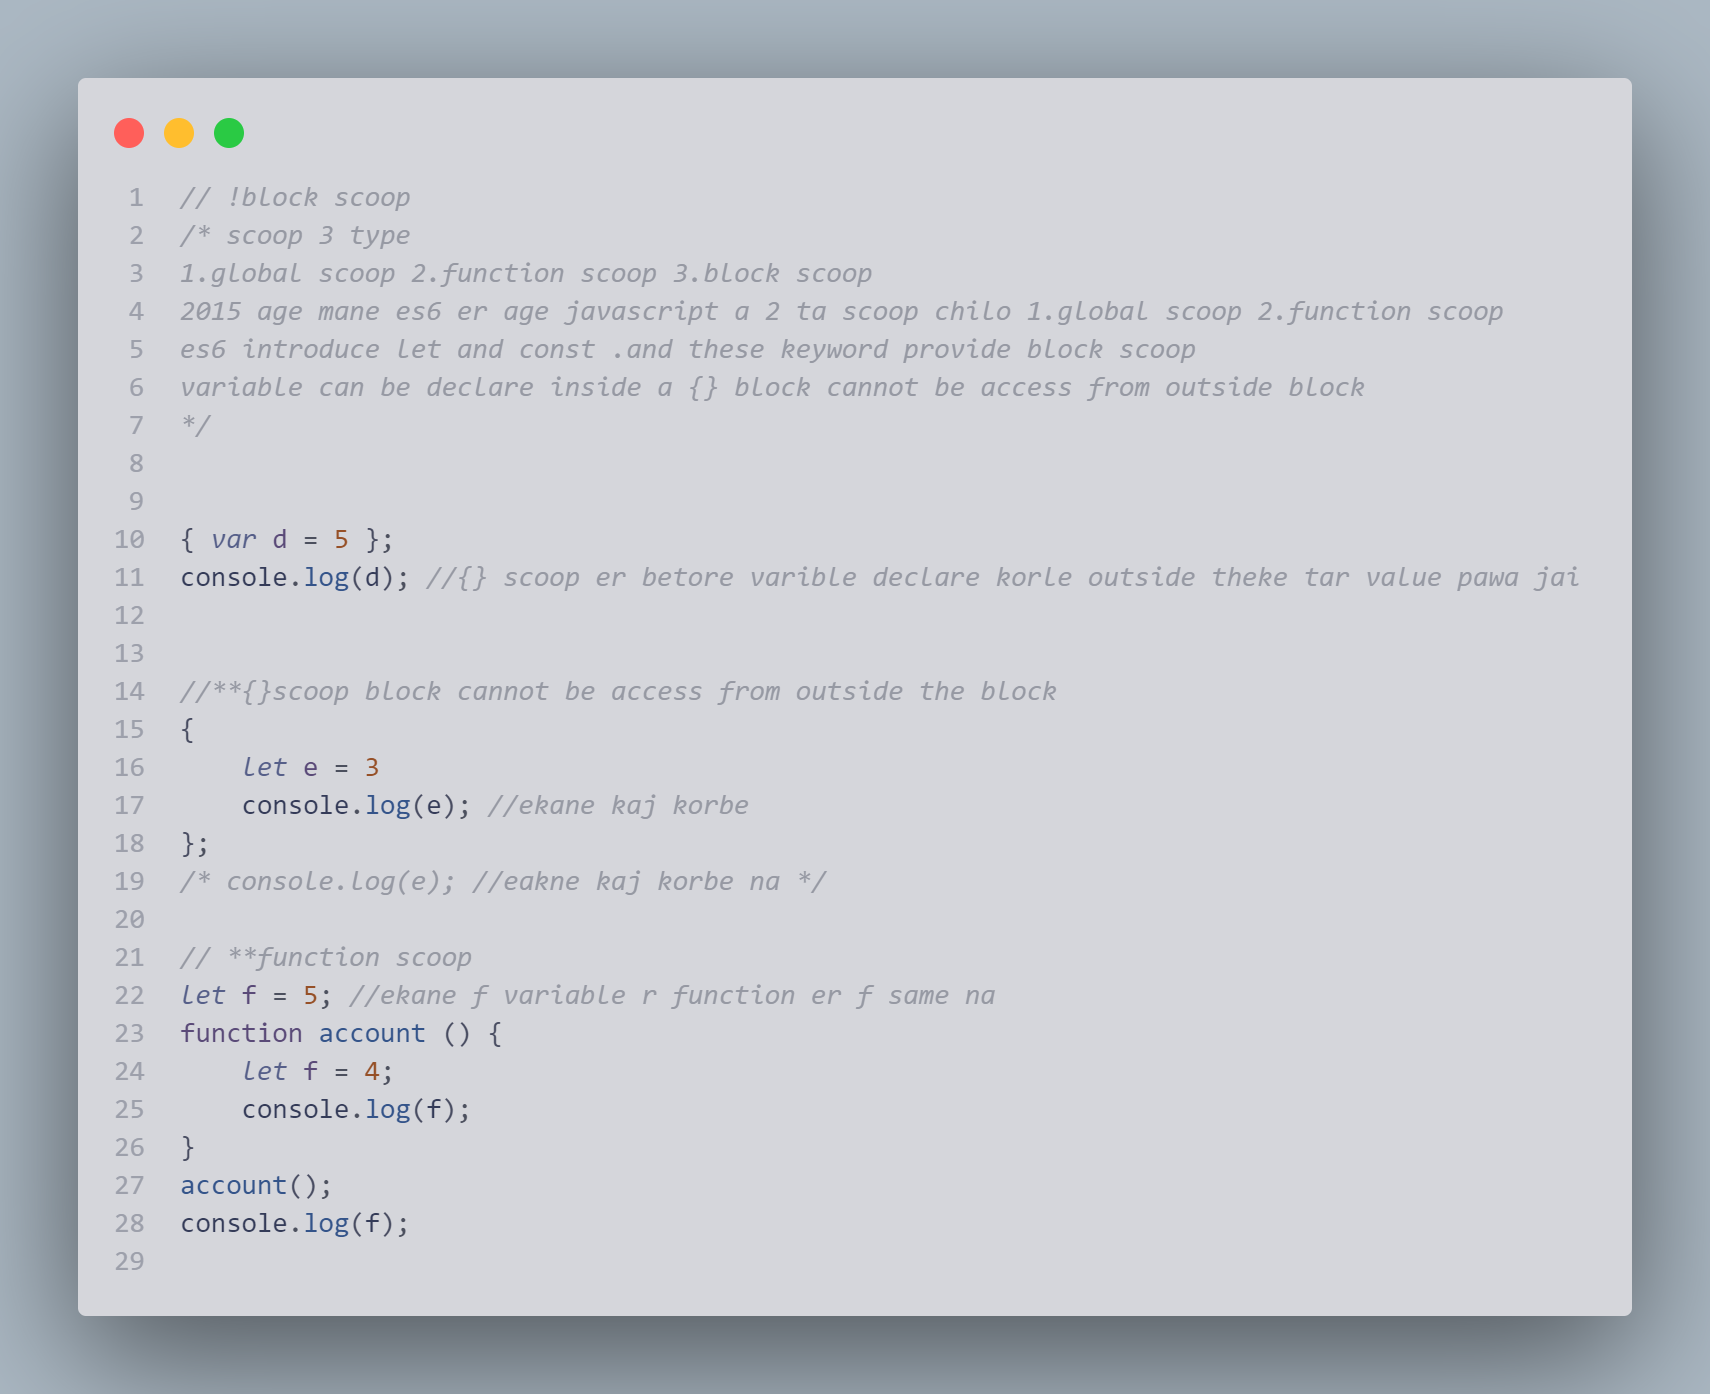 1 // !block scoop
2 /* scoop 3 type
3 1.global scoop 2.function scoop 3.block scoop
4 2015 age mane es6 er age javascript a 2 ta scoop chilo 1.global scoop 2.function scoop
5 es6 introduce let and const .and these keyword provide block scoop
6 variable can be declare inside a {} block cannot be access from outside block
7 */
8
9
10 { var d = 5 };
11 console.log(d); //{} scoop er betore varible declare korle outside theke tar value pawa jai
12
13
14 //**{}scoop block cannot be access from outside the block
15 {
16     let e = 3
17     console.log(e); //ekane kaj korbe
18 };
19 /* console.log(e); //eakne kaj korbe na */
20
21 // **function scoop
22 let f = 5; //ekane f variable r function er f same na
23 function account () {
24     let f = 4;
25     console.log(f);
26 }
27 account();
28 console.log(f);
29